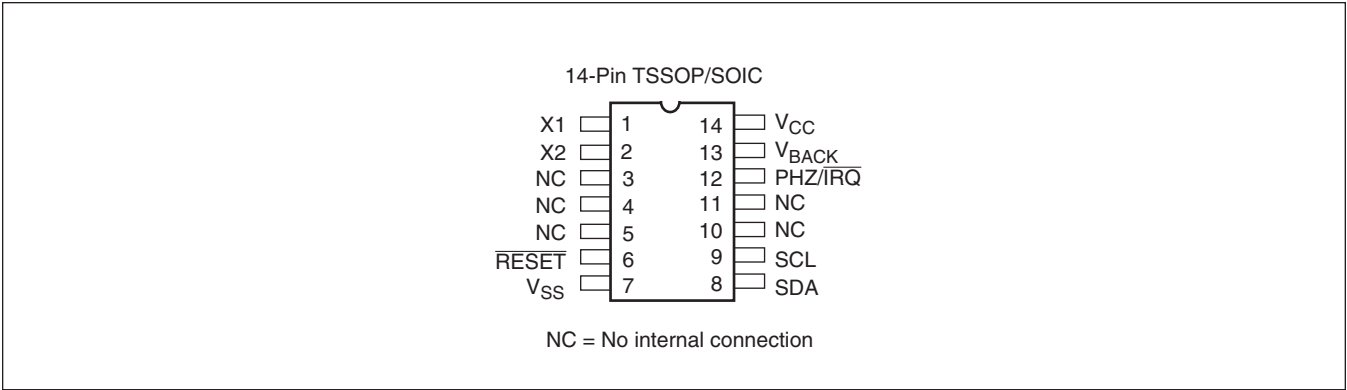 14-Pin TSSOP/SOIC
X1 1 14 VCC
X2 2 13 VBACK
NC 3 12 PHZ/IRQ
NC 4 11 NC
NC 5 10 NC
RESET 6 9 SCL
VSS 7 8 SDA
NC = No internal connection